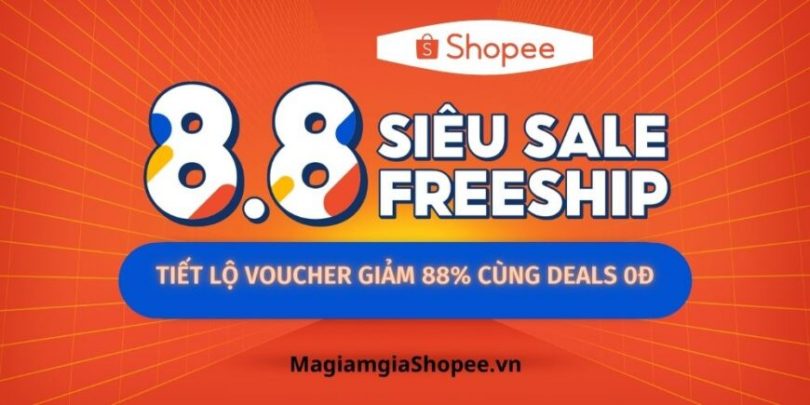 Shopee
8.8
SIÊU SALE
FREESHIP
TIẾT LỘ VOUCHER GIẢM 88% CÙNG DEALS 0Đ
MagiamgiaShopee.vn